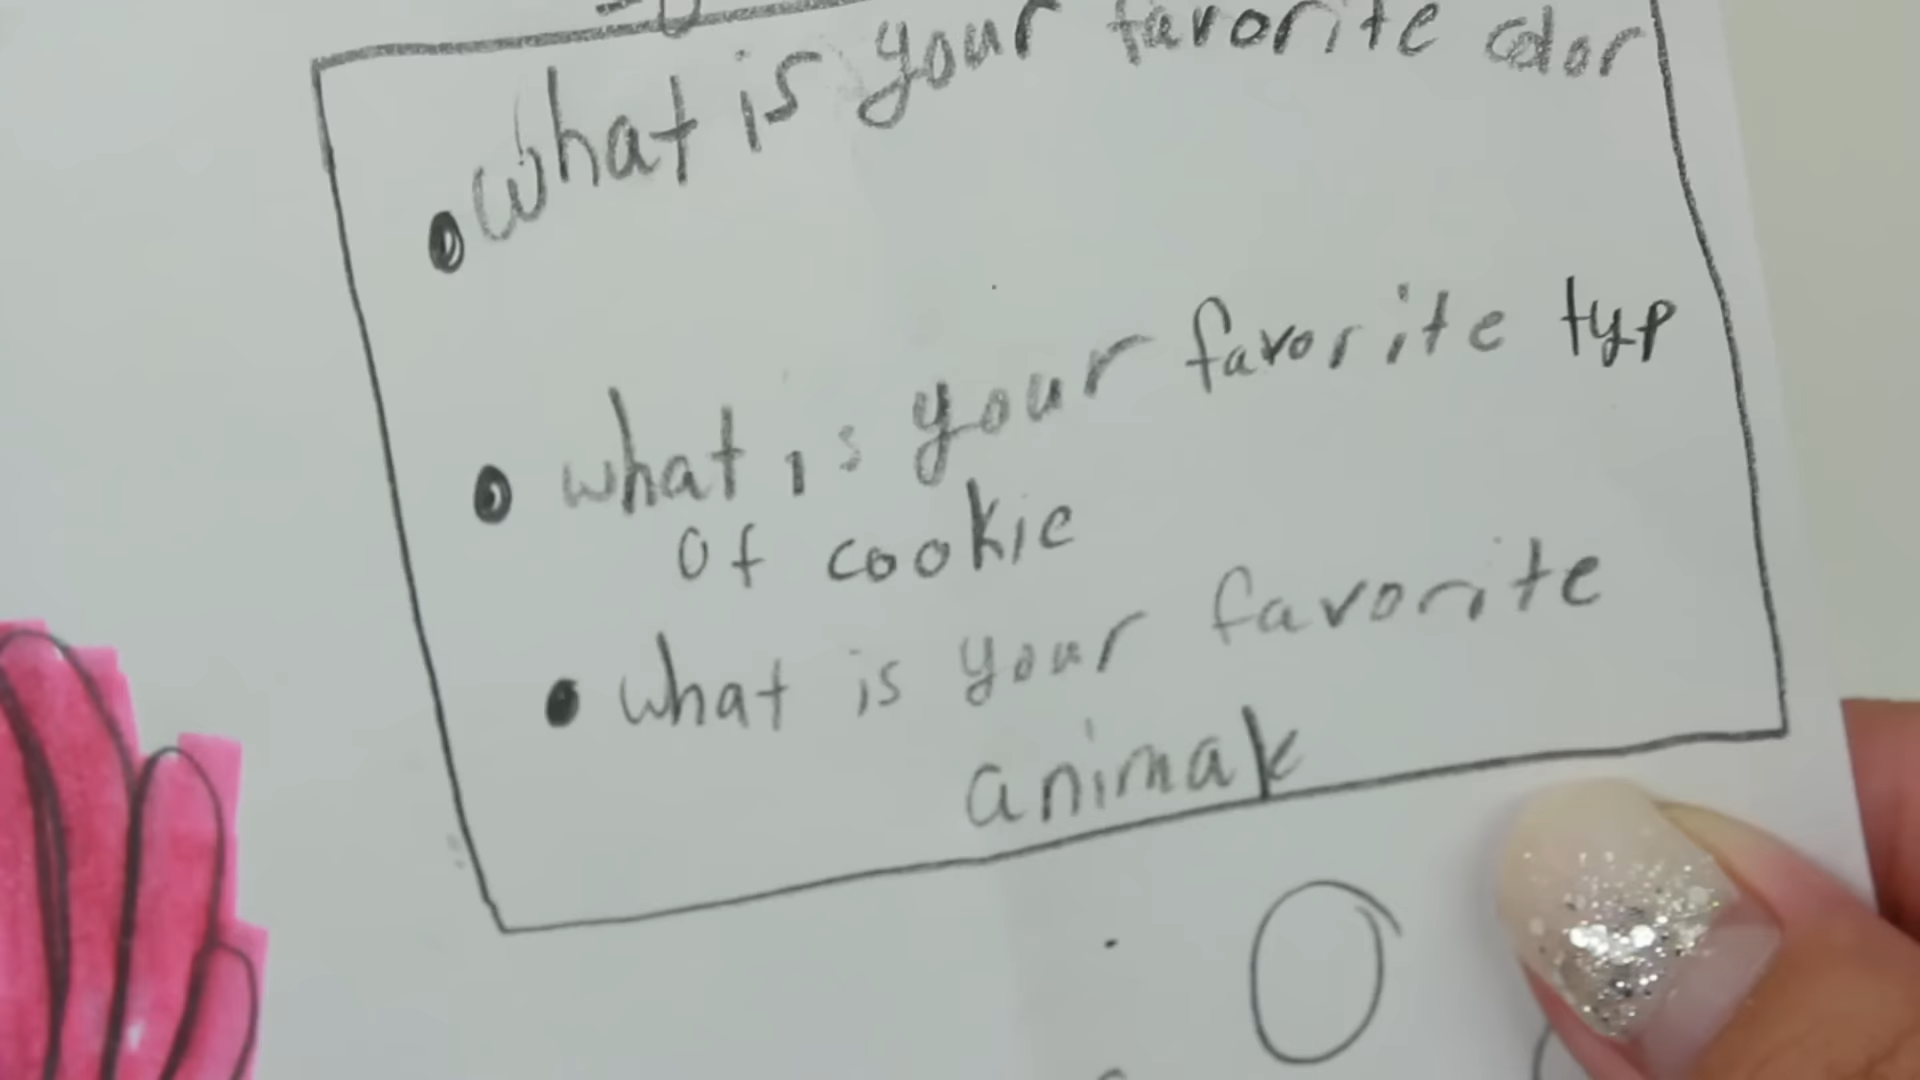 What is your favorite color
what is your favorite typ
of cookie
what is your favorite
animak